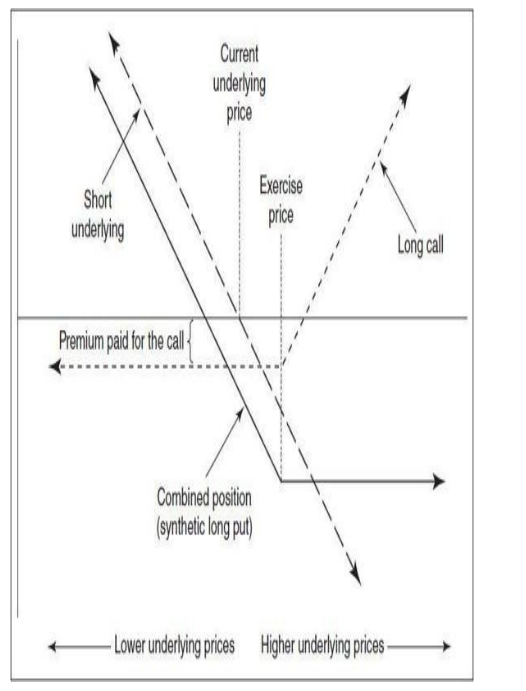 Current
underlying
price
Exercise
price
Short
underlying
Long call
Premium paid for the call
Combined position
(synthetic long put)
Lower underlying prices
Higher underlying prices